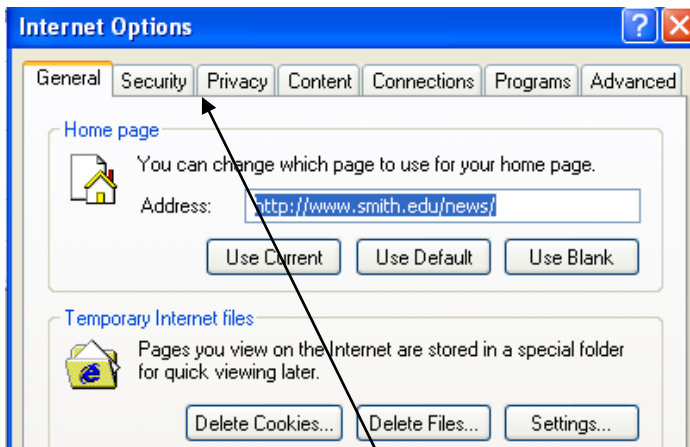 Internet Options
General Security Privacy Content Connections Programs Advanced
Home page
You can change which page to use for your home page.
Address: http://www.smith.edu/news/
Use Current Use Default Use Blank
Temporary Internet files
Pages you view on the Internet are stored in a special folder
for quick viewing later.
Delete Cookies... Delete Files... Settings...